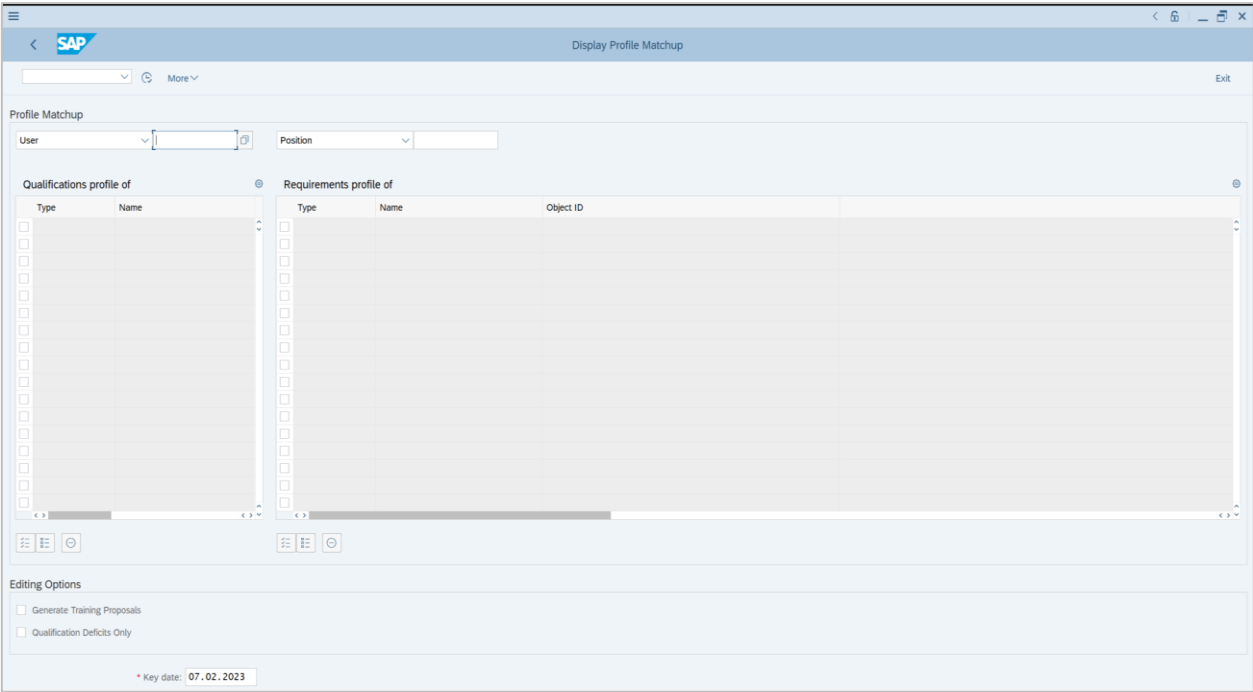 SAP
Display Profile Matchup
More
Exit
Profile Matchup
User Position
Qualifications profile of Requirements profile of
Type Name Type Name Object ID
Editing Options
Generate Training Proposals
Qualification Deficits Only
* Key date: 07.02.2023